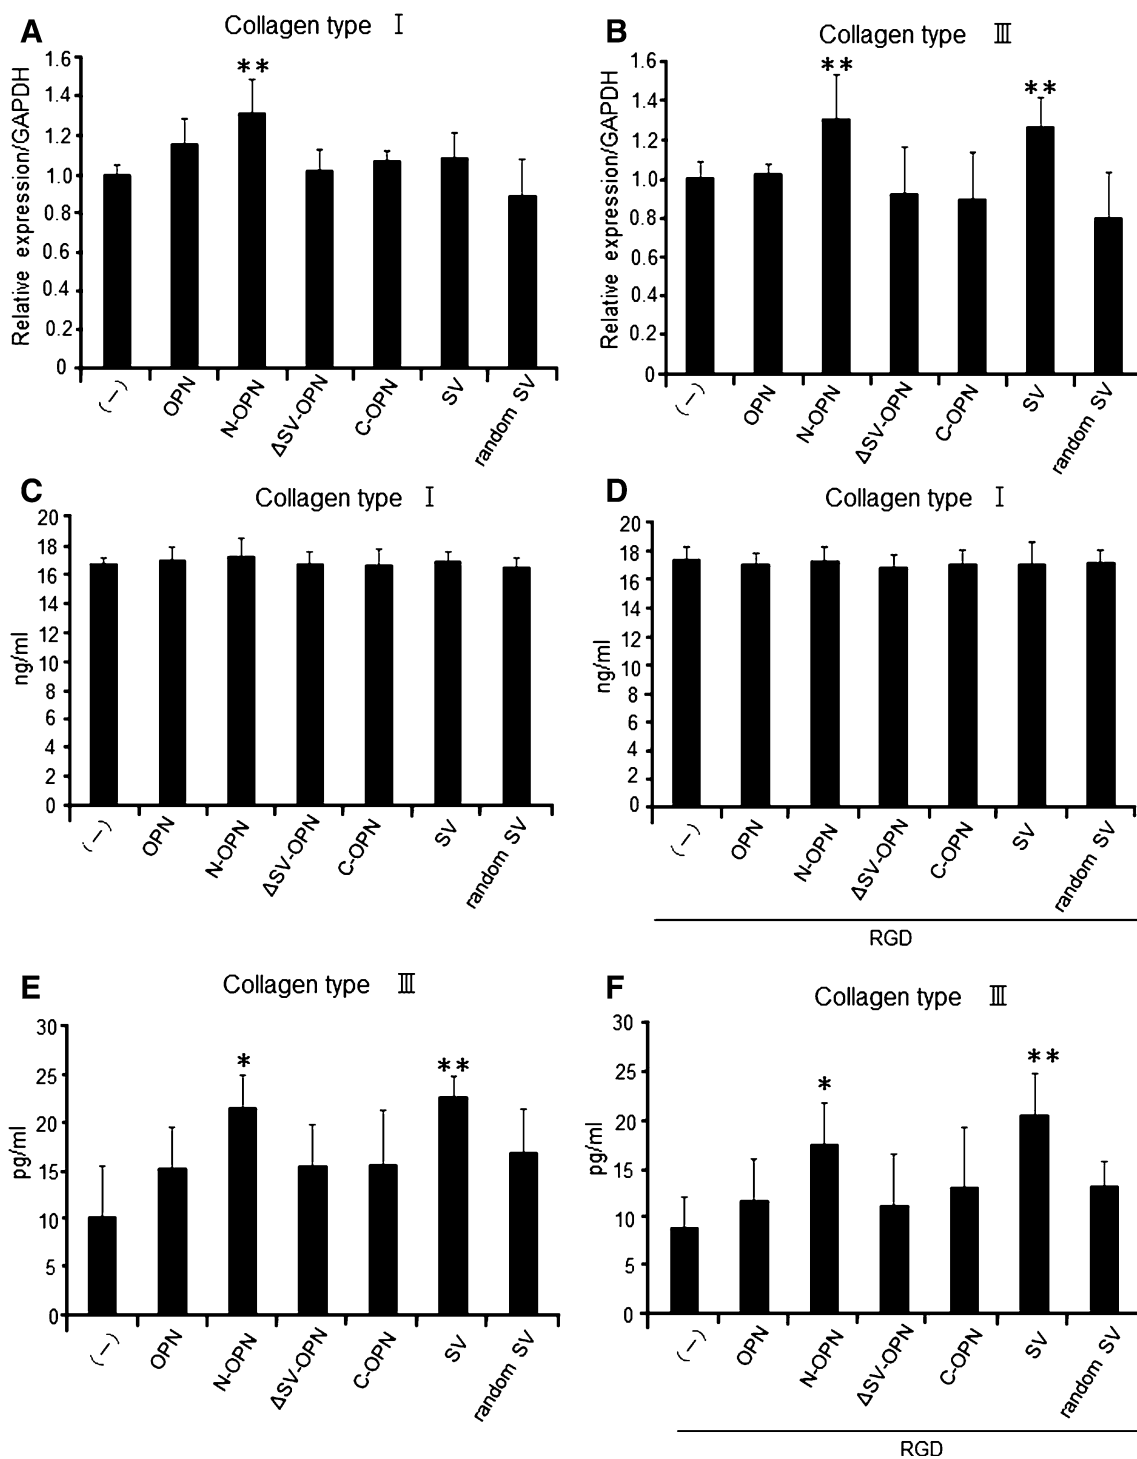 A
Collagen type Ⅰ
Relative expression/GAPDH
1.6
1.4
1.2
1.0
0.8
0.6
0.4
0.2
0
**
(−)
OPN
N-OPN
ΔSV-OPN
C-OPN
SV
random SV
B
Collagen type Ⅲ
Relative expression/GAPDH
1.6
1.4
1.2
1.0
0.8
0.6
0.4
0.2
0
**
**
(−)
OPN
N-OPN
ΔSV-OPN
C-OPN
SV
random SV
C
Collagen type Ⅰ
ng/ml
20
18
16
14
12
10
8
6
4
2
0
(−)
OPN
N-OPN
ΔSV-OPN
C-OPN
SV
random SV
D
Collagen type Ⅰ
ng/ml
20
18
16
14
12
10
8
6
4
2
0
(−)
OPN
N-OPN
ΔSV-OPN
C-OPN
SV
random SV
RGD
E
Collagen type Ⅲ
pg/ml
30
25
20
15
10
5
0
*
**
(−)
OPN
N-OPN
ΔSV-OPN
C-OPN
SV
random SV
F
Collagen type Ⅲ
pg/ml
30
25
20
15
10
5
0
*
**
(−)
OPN
N-OPN
ΔSV-OPN
C-OPN
SV
random SV
RGD